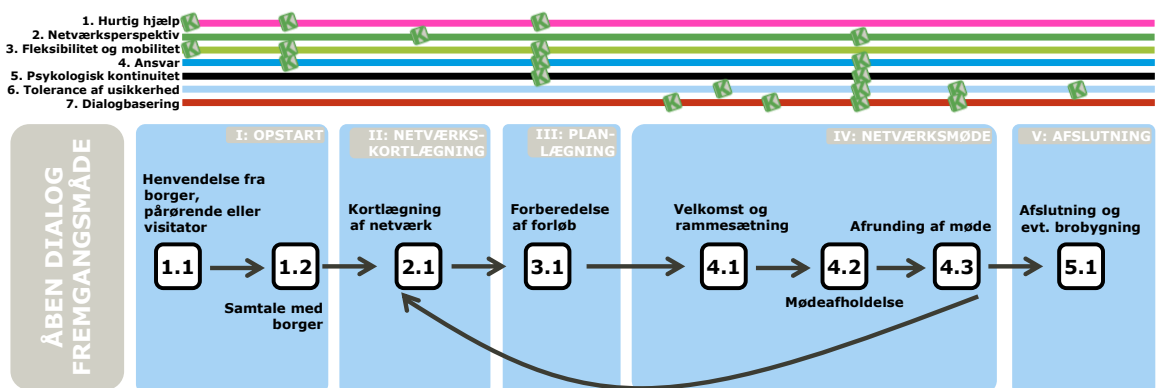 1. Hurtig hjælp
2. Netværksperspektiv
3. Fleksibilitet og mobilitet
4. Ansvar
5. Psykologisk kontinuitet
6. Tolerance af usikkerhed
7. Dialogbasering
K K K
K K
K K K
K K K
K K
K K K K
K K K K
ÅBEN DIALOG
FREMGANGSMÅDE
I: OPSTART
Henvendelse fra
borger,
pårørende eller
visitator
1.1
1.2
Samtale med
borger
II: NETVÆRKS-
KORTLÆGNING
Kortlægning
af netværk
2.1
III: PLAN-
LÆGNING
Forberedelse
af forløb
3.1
IV: NETVÆRKSMØDE
Velkomst og
rammesætning
4.1
4.2
Mødeafholdelse
Afrunding af møde
4.3
V: AFSLUTNING
Afslutning og
evt. brobygning
5.1